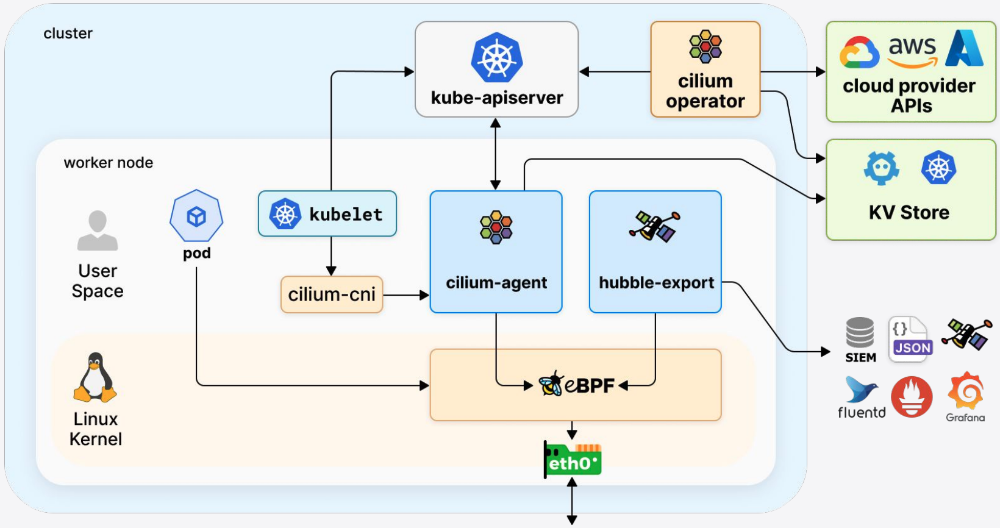 cluster
kube-apiserver
cilium
operator
aws
cloud provider
APIs
worker node
KV Store
kubelet
pod
User
Space
cilium-cni
cilium-agent
hubble-export
{}
JSON
SIEM
eBPF
fluentd
Grafana
Linux
Kernel
eth0